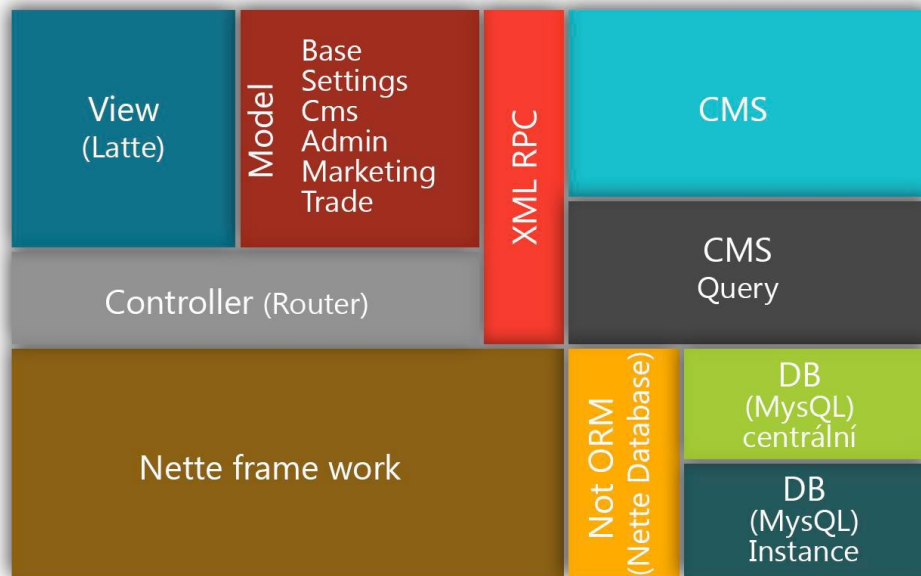 View
(Latte)
Model
Base
Settings
Cms
Admin
Marketing
Trade
XML RPC
CMS
CMS
Query
Controller (Router)
Nette frame work
Not ORM
(Nette Database)
DB
(MysQL)
centrální
DB
(MysQL)
Instance